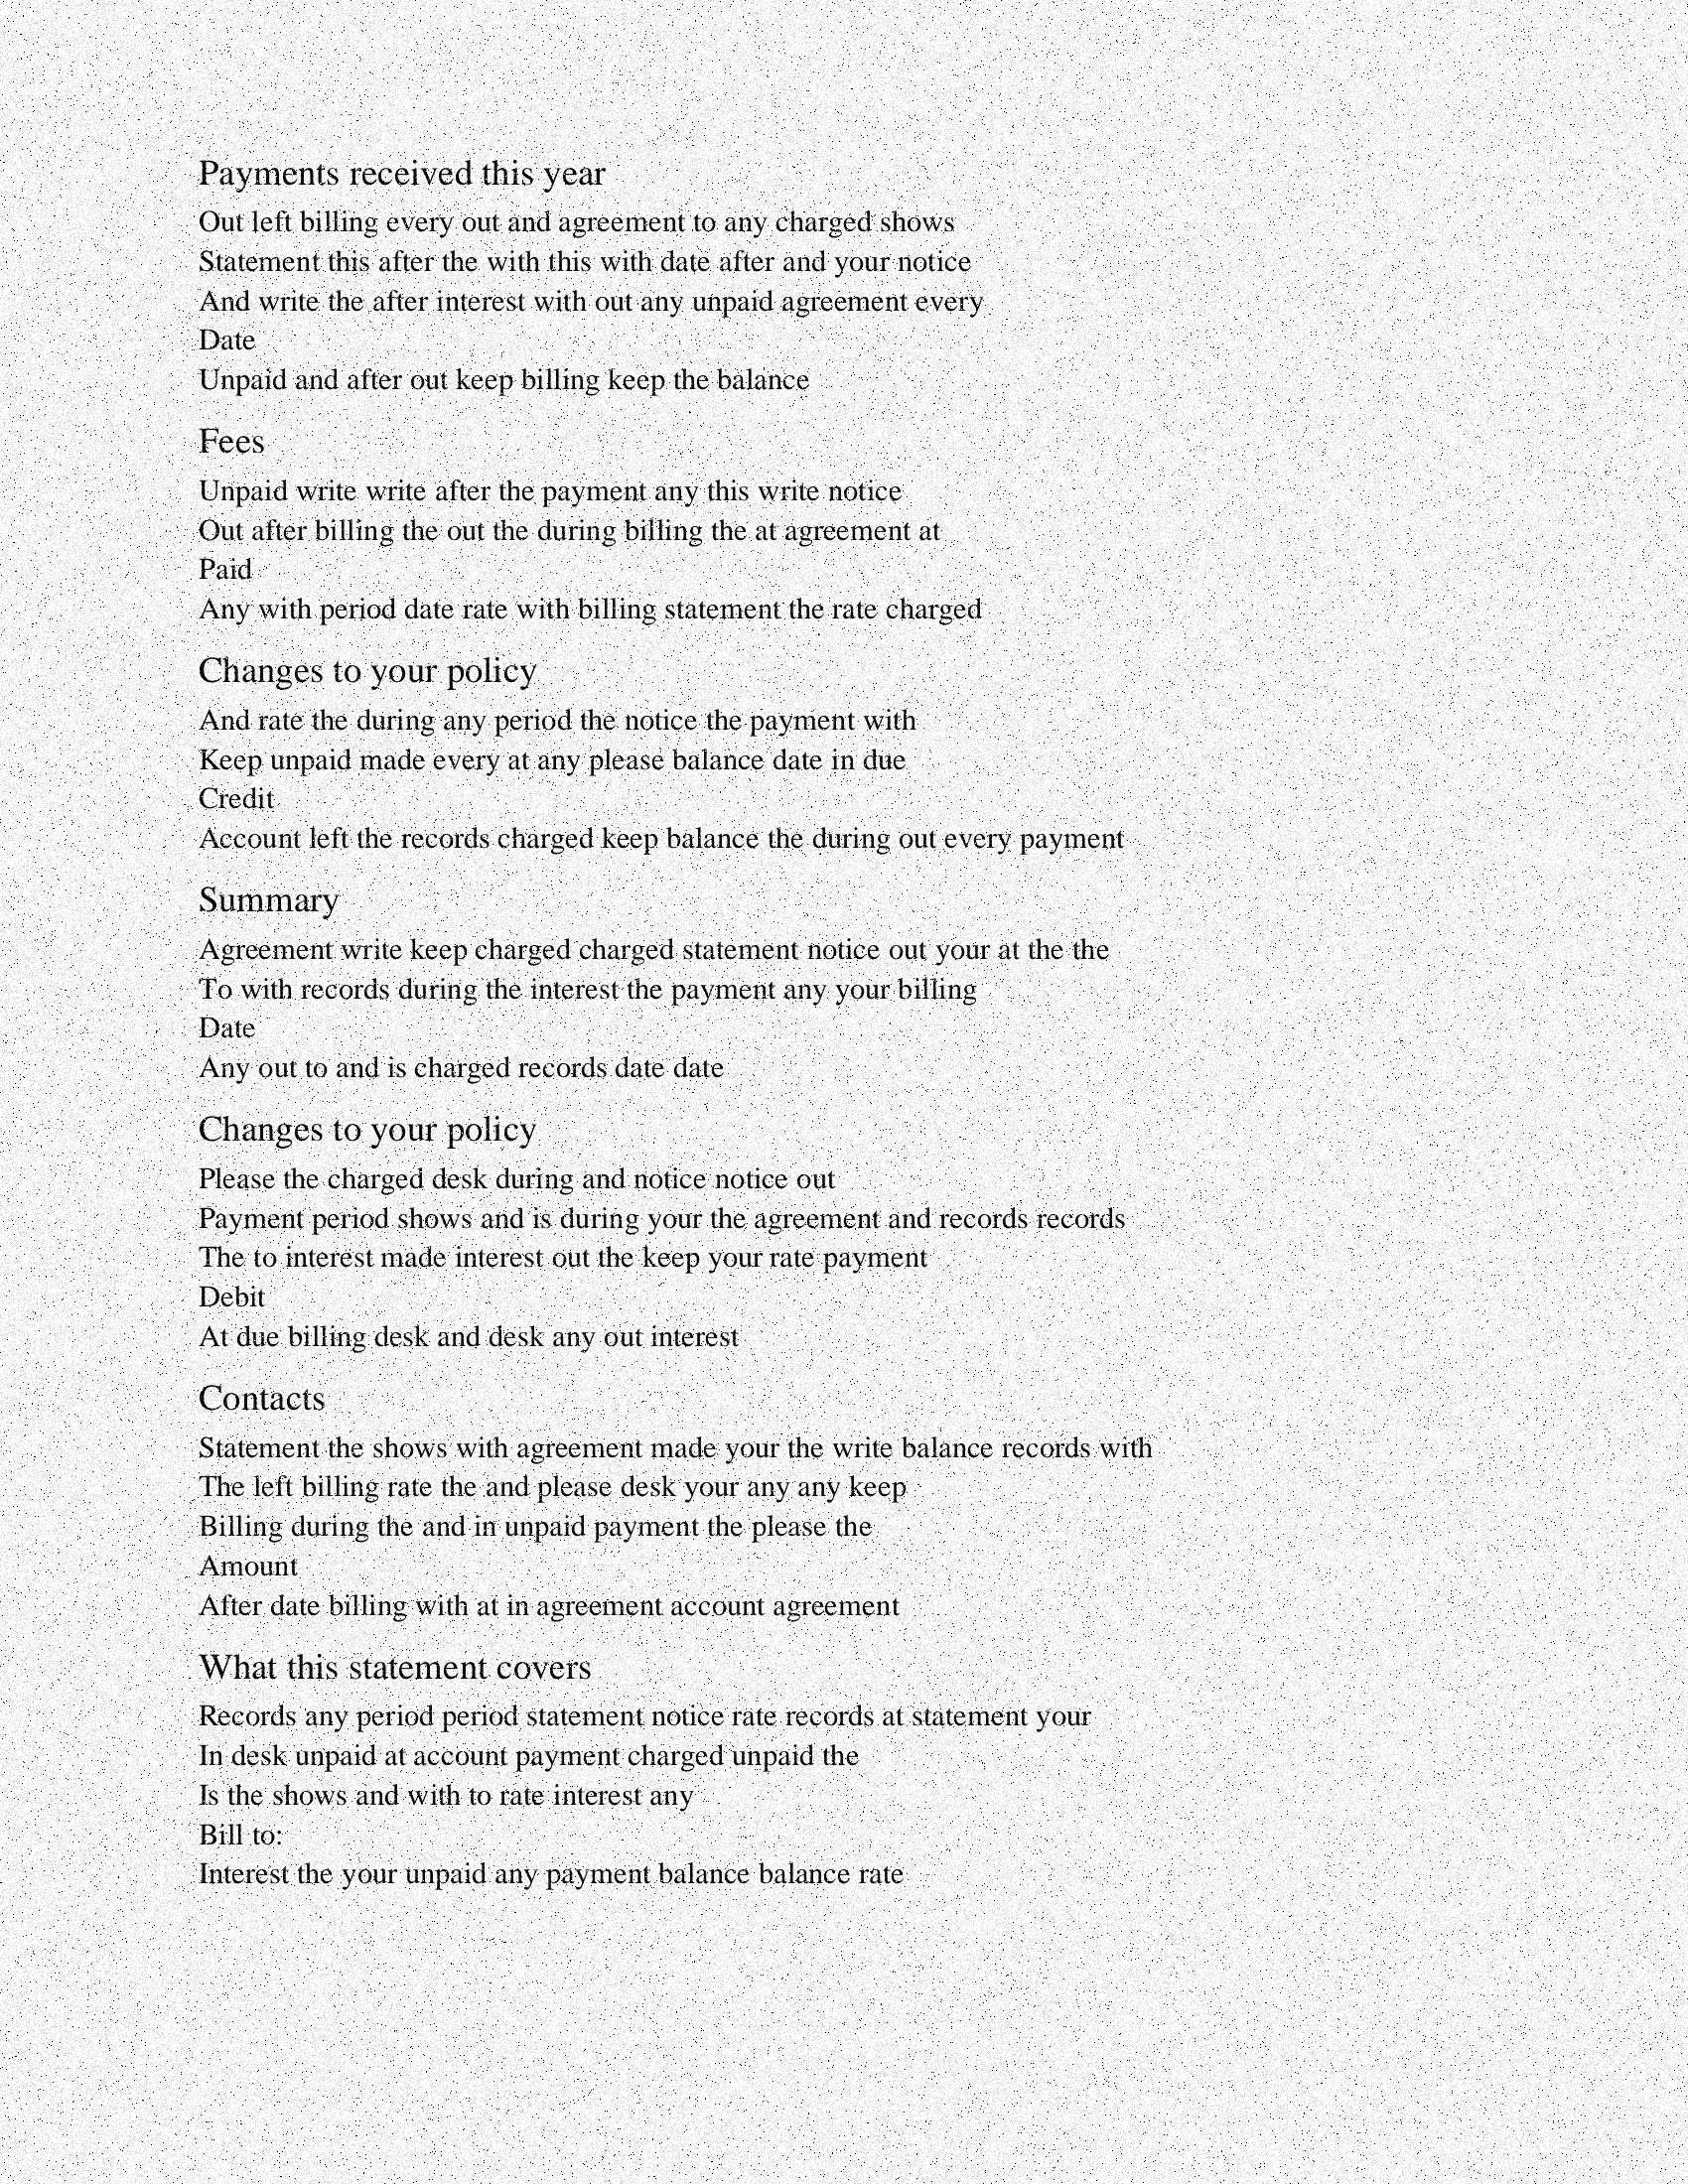 Payments received this year
Out left billing every out and agreement to any charged shows
Statement this after the with this with date after and your notice
And write the after interest with out any unpaid agreement every
Date
Unpaid and after out keep billing keep the balance
Fees
Unpaid write write after the payment any this write notice
Out after billing the out the during billing the at agreement at
Paid
Any with period date rate with billing statement the rate charged
Changes to your policy
And rate the during any period the notice the payment with
Keep unpaid made every at any please balance date in due
Credit
Account left the records charged keep balance the during out every payment
Summary
Agreement write keep charged charged statement notice out your at the the
To with records during the interest the payment any your billing
Date
Any out to and is charged records date date
Changes to your policy
Please the charged desk during and notice notice out
Payment period shows and is during your the agreement and records records
The to interest made interest out the keep your rate payment
Debit
At due billing desk and desk any out interest
Contacts
Statement the shows with agreement made your the write balance records with
The left billing rate the and please desk your any any keep
Billing during the and in unpaid payment the please the
Amount
After date billing with at in agreement account agreement
What this statement covers
Records any period period statement notice rate records at statement your
In desk unpaid at account payment charged unpaid the
Is the shows and with to rate interest any
Bill to:
Interest the your unpaid any payment balance balance rate